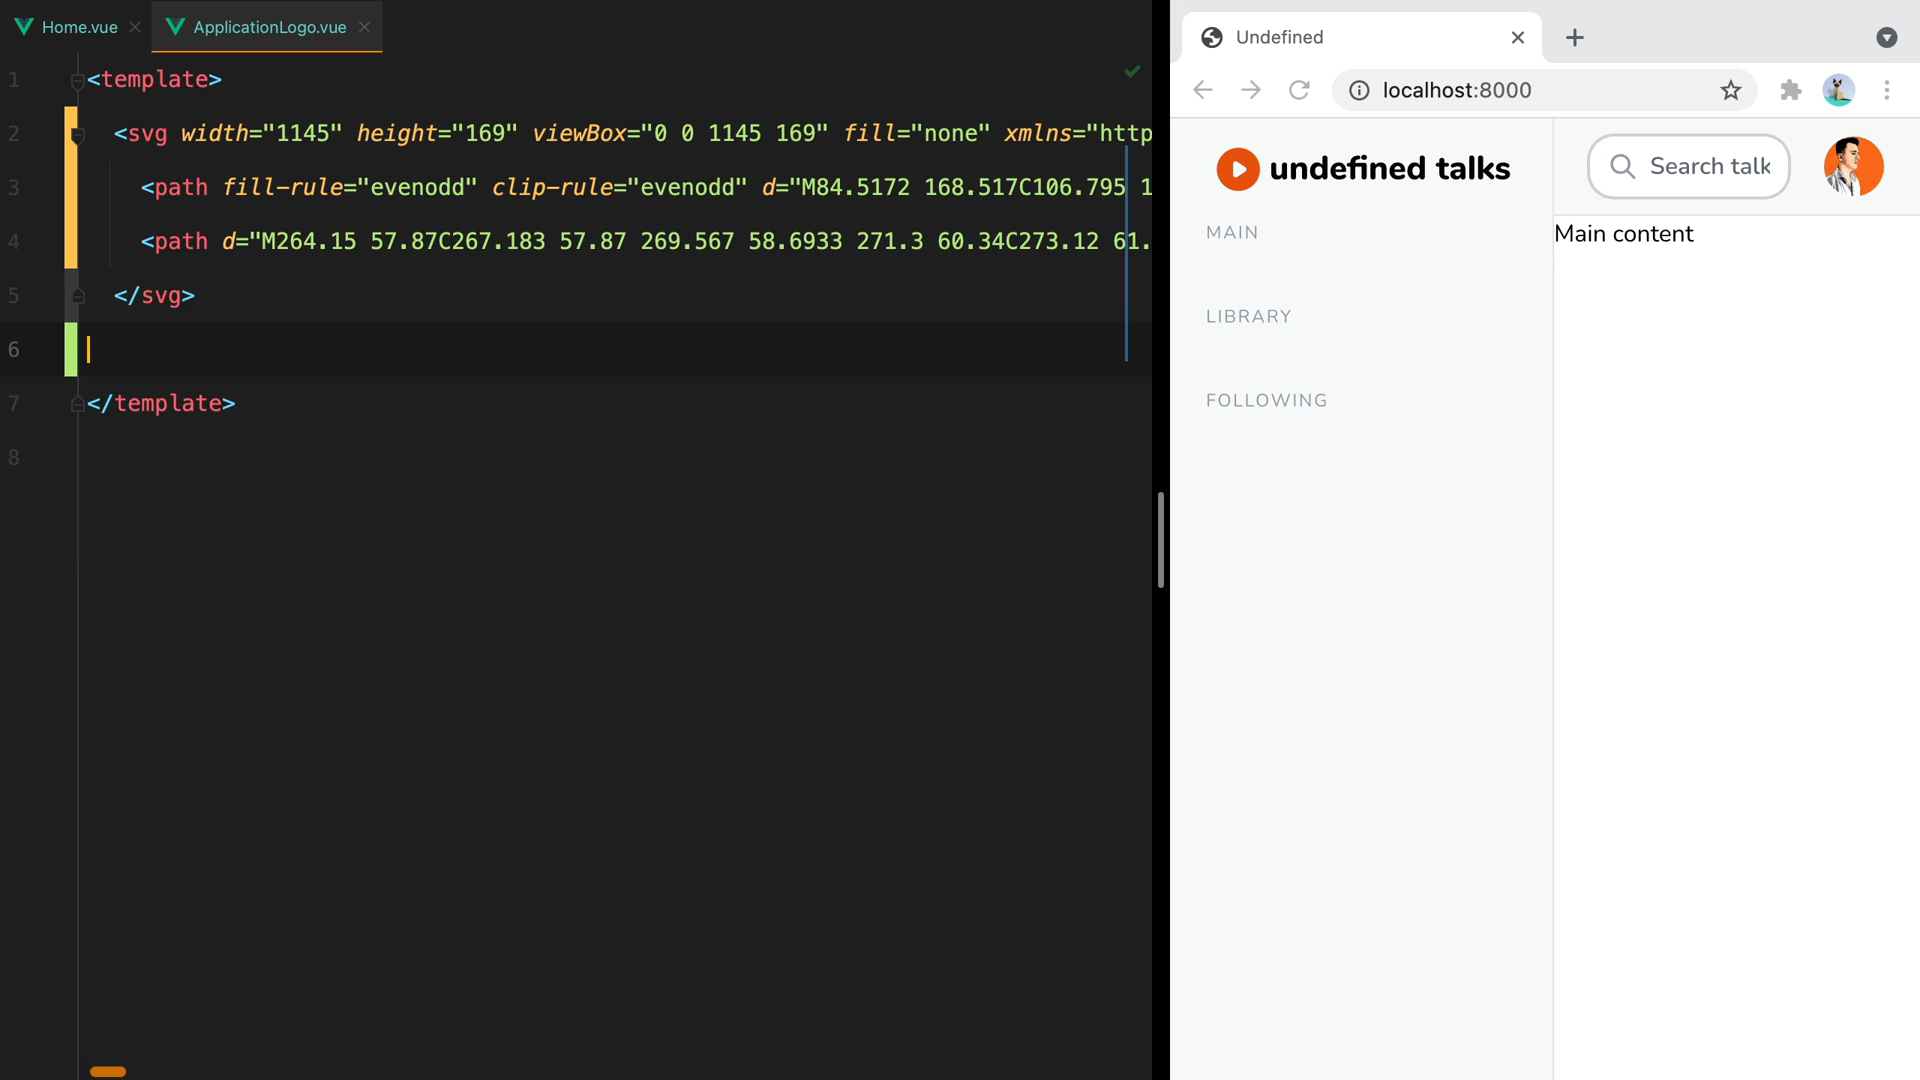 Home.vue
ApplicationLogo.vue
1 <template>
2 <svg width="1145" height="169" viewBox="0 0 1145 169" fill="none" xmlns="http
3 <path fill-rule="evenodd" clip-rule="evenodd" d="M84.5172 168.517C106.795 1
4 <path d="M264.15 57.87C267.183 57.87 269.567 58.6933 271.3 60.34C273.12 61.
5 </svg>
6
7 </template>
8
Undefined
localhost:8000
undefined talks
Search talk
MAIN
Main content
LIBRARY
FOLLOWING